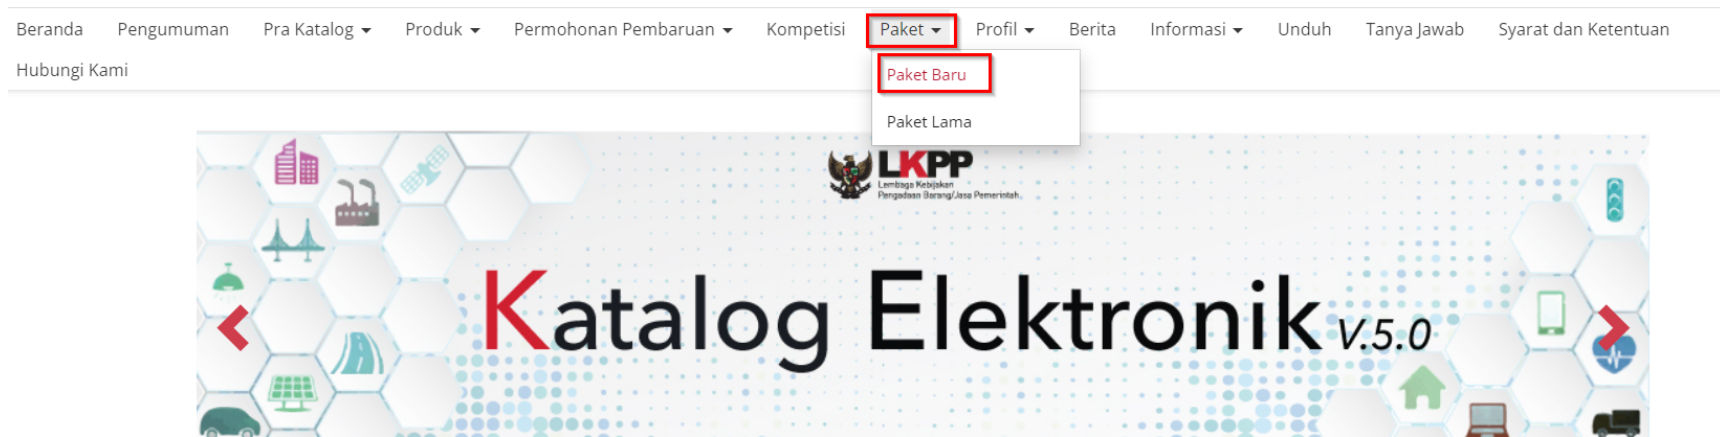 Beranda Pengumuman Pra Katalog Produk Permohonan Pembaruan Kompetisi Paket Profil Berita Informasi Unduh Tanya Jawab Syarat dan Ketentuan
Hubungi Kami
Paket Baru
Paket Lama
LKPP
Lembaga Kebijakan
Pengadaan Barang/Jasa Pemerintah
Katalog Elektronik V.5.0